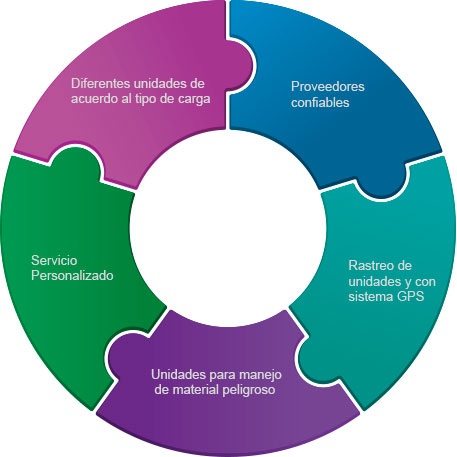 Diferentes unidades de
acuerdo al tipo de carga
Proveedores
confiables
Rastreo de
unidades y con
sistema GPS
Unidades para manejo
de material peligroso
Servicio
Personalizado